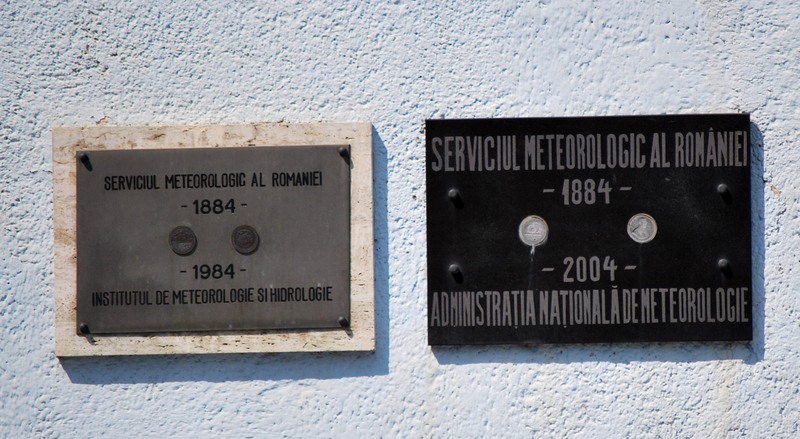 SERVICIUL METEOROLOGIC AL ROMANIEI
- 1884 -
- 1984 -
INSTITUTUL DE METEOROLOGIE SI HIDROLOGIE
SERVICIUL METEOROLOGIC AL ROMÂNIEI
- 1884 -
- 2004 -
ADMINISTRAȚIA NAȚIONALĂ DE METEOROLOGIE